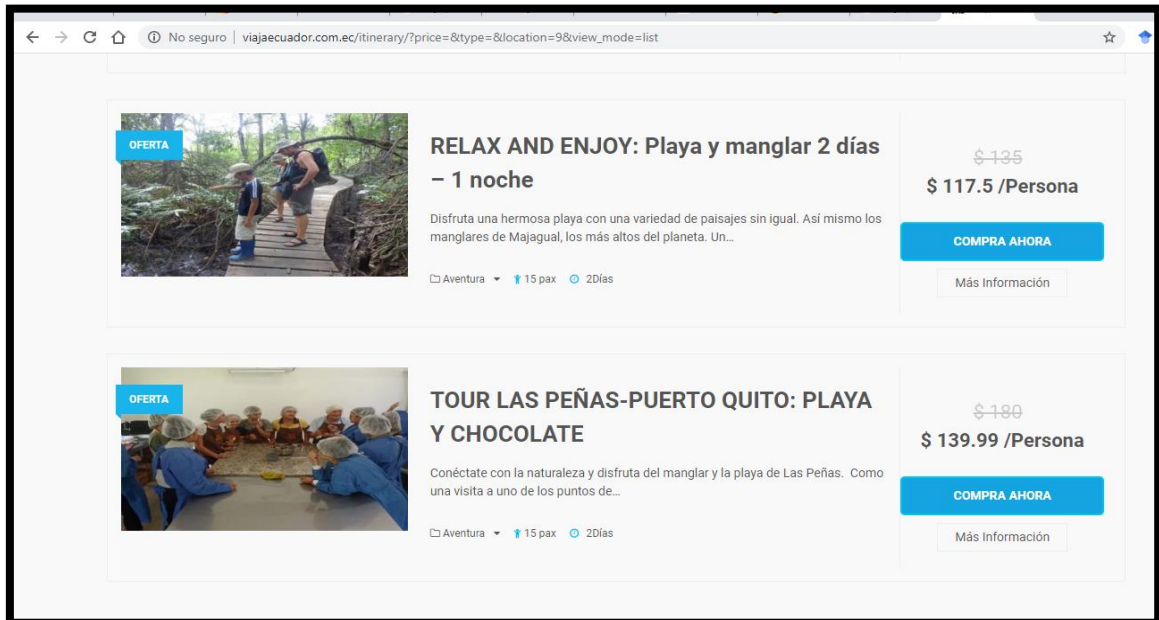 No seguro | viajaecuador.com.ec/itinerary/?price=&type=&location=9&view_mode=list
OFERTA
RELAX AND ENJOY: Playa y manglar 2 días
– 1 noche
Disfruta una hermosa playa con una variedad de paisajes sin igual. Así mismo los
manglares de Majagual, los más altos del planeta. Un...
Aventura 15 pax 2Días
$ 135
$ 117.5 /Persona
COMPRA AHORA
Más Información
OFERTA
TOUR LAS PEÑAS-PUERTO QUITO: PLAYA
Y CHOCOLATE
Conéctate con la naturaleza y disfruta del manglar y la playa de Las Peñas. Como
una visita a uno de los puntos de...
Aventura 15 pax 2Días
$ 180
$ 139.99 /Persona
COMPRA AHORA
Más Información